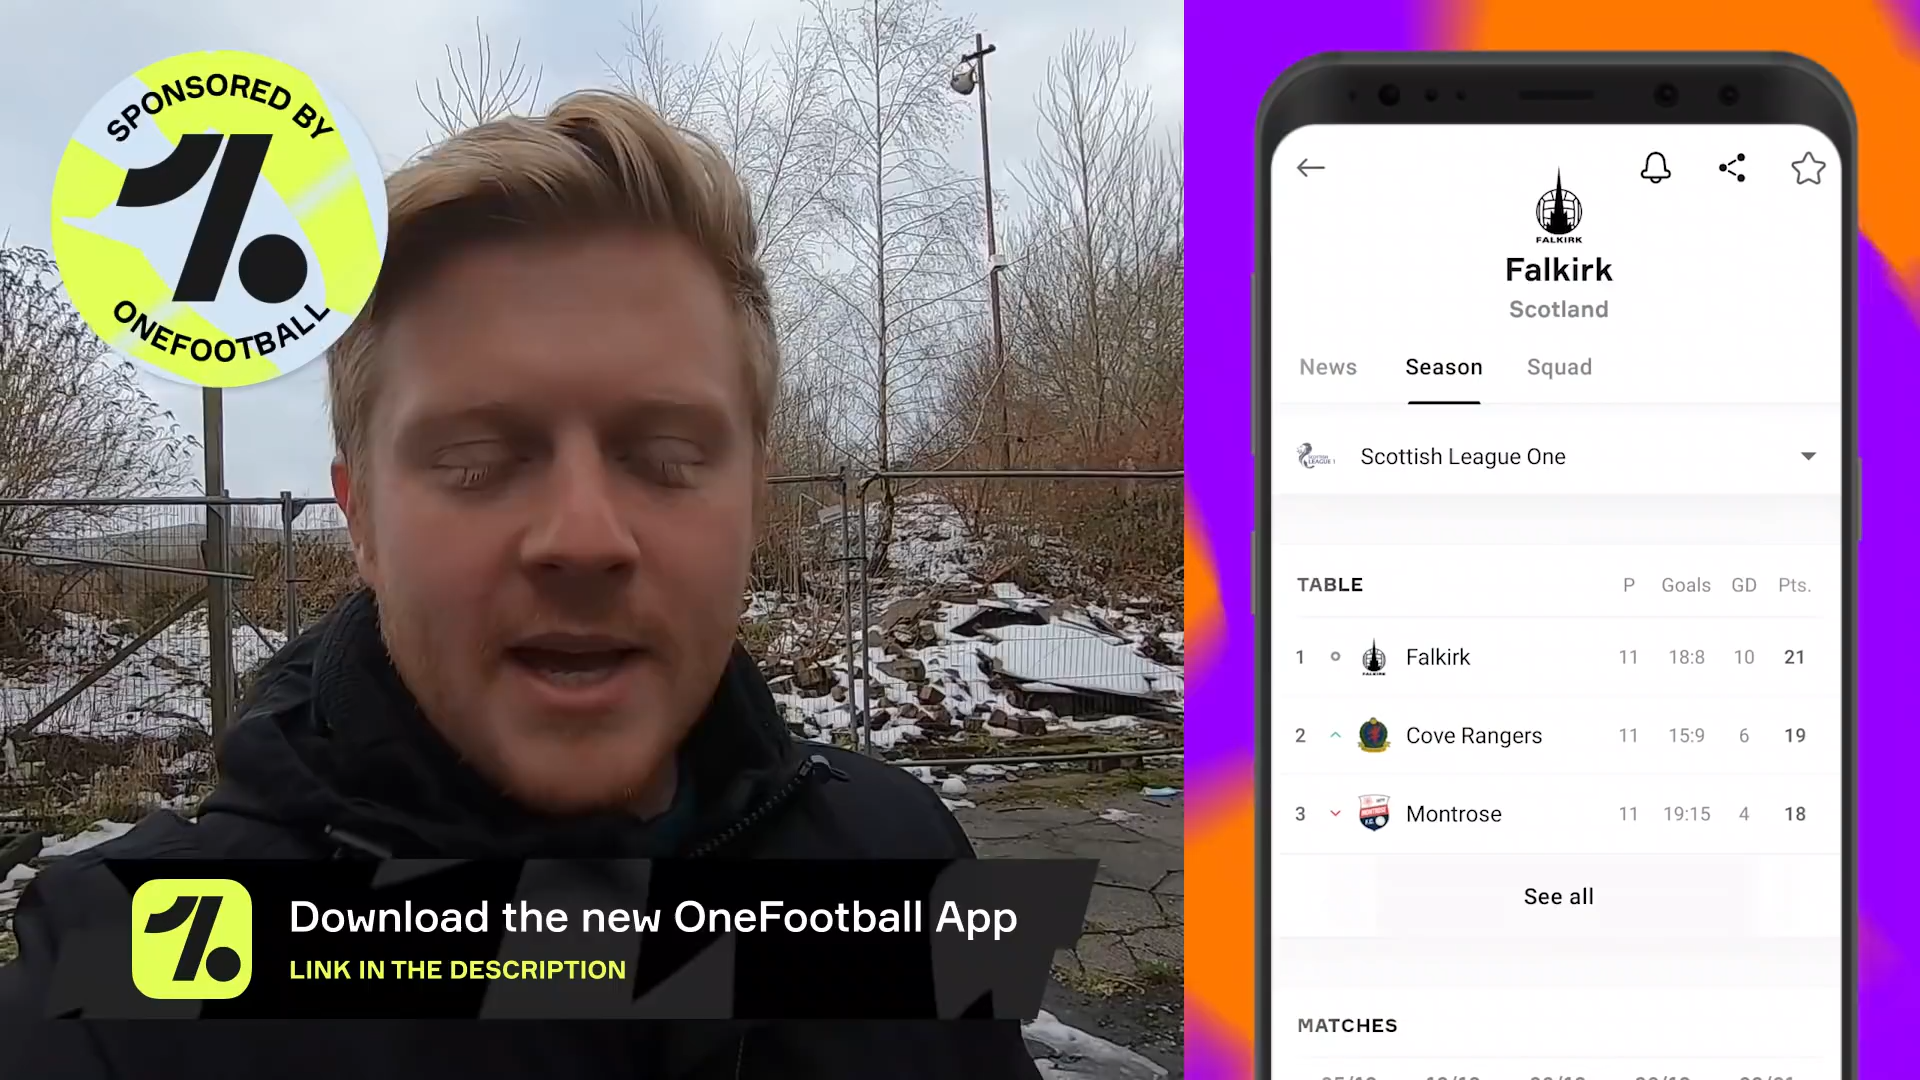 SPONSORED BY
ONEFOOTBALL
Download the new OneFootball App
LINK IN THE DESCRIPTION
FALKIRK
Falkirk
Scotland
News Season Squad
Scottish League One
TABLE P Goals GD Pts.
1 Falkirk 11 18:8 10 21
2 Cove Rangers 11 15:9 6 19
3 Montrose 11 19:15 4 18
See all
MATCHES